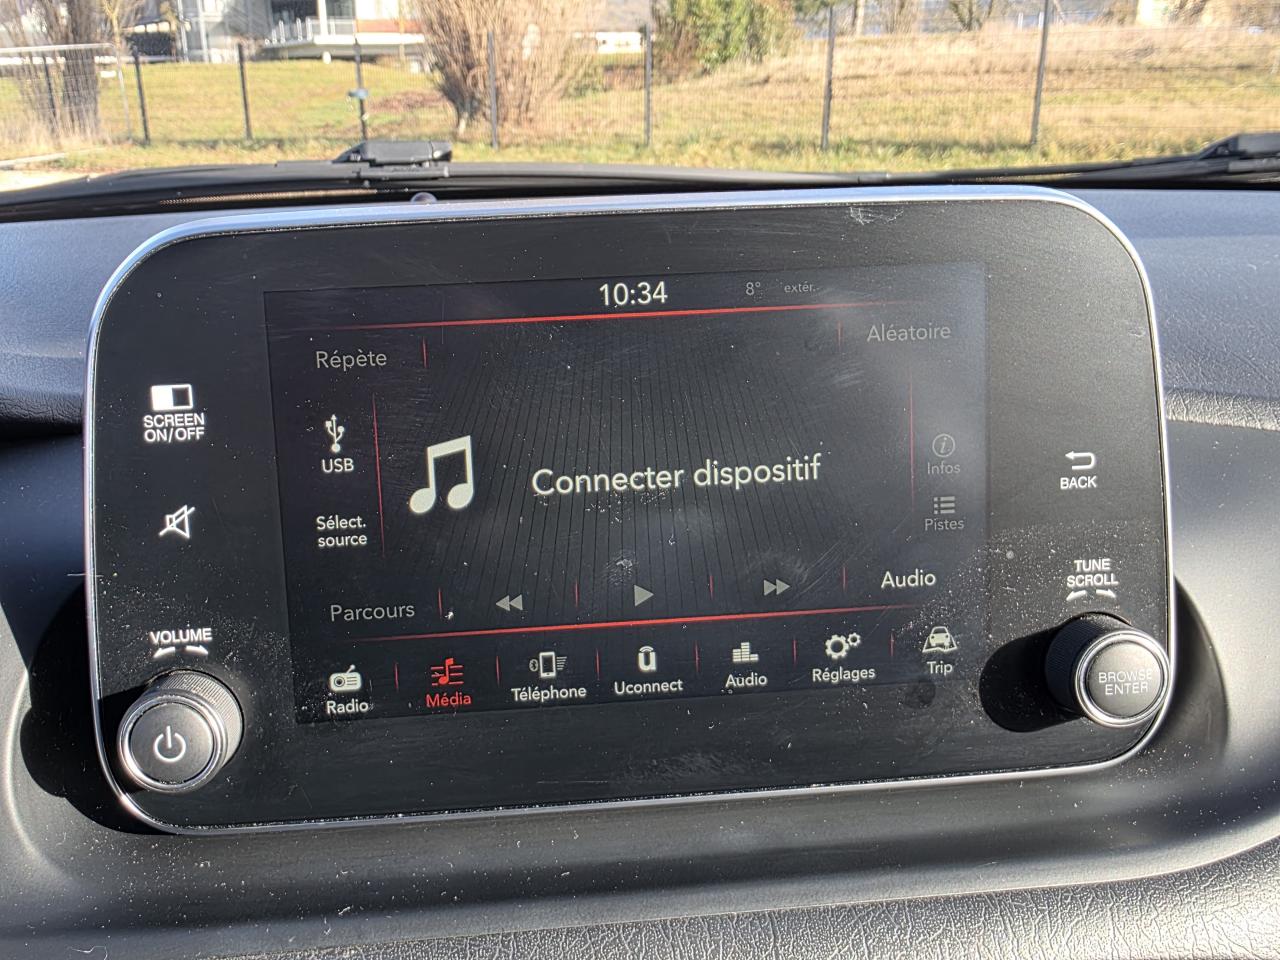 10:34
8° extér.
Répète
Aléatoire
SCREEN
ON/OFF
USB
Connecter dispositif
Infos
BACK
Sélect.
source
Pistes
TUNE
SCROLL
Parcours
Audio
VOLUME
Radio
Média
Téléphone
Uconnect
Audio
Réglages
Trip
BROWSE
ENTER